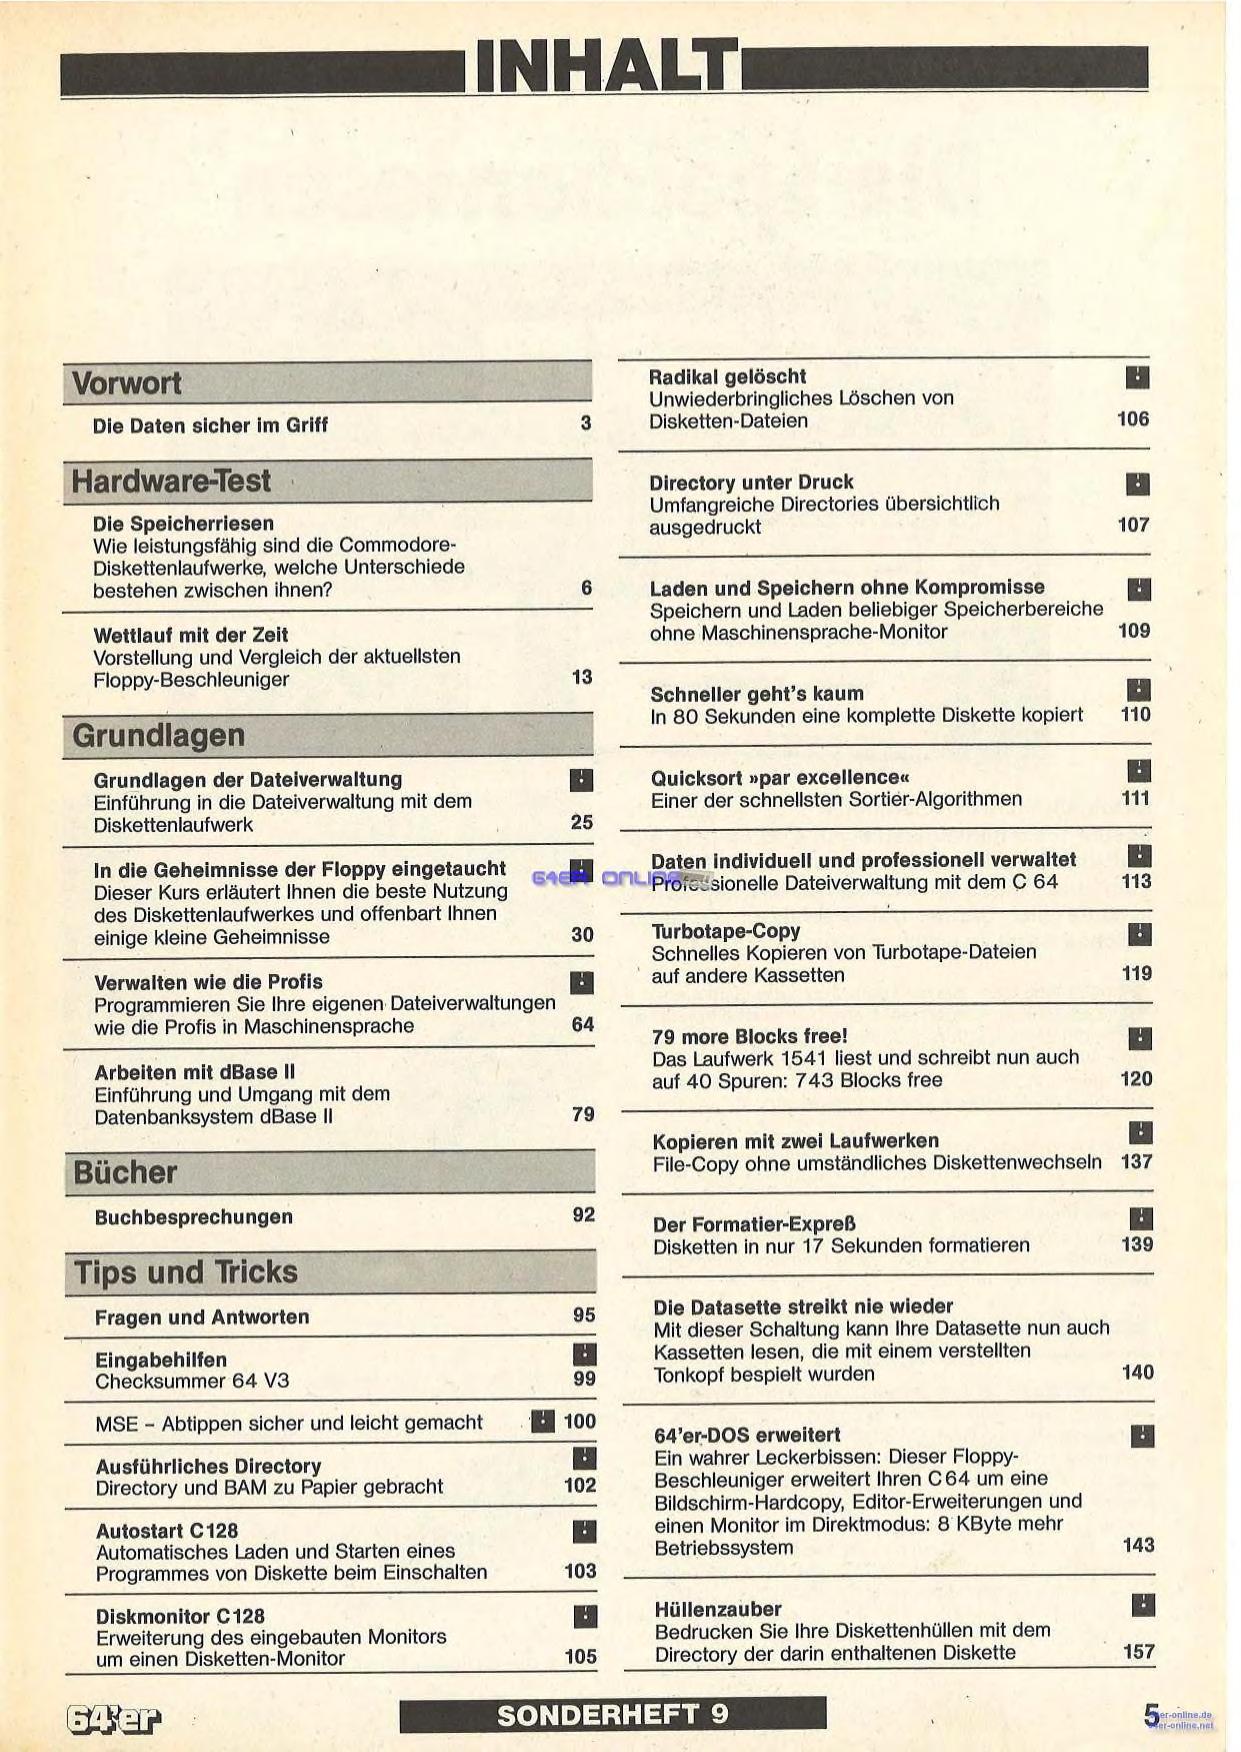 INHALT
Vorwort
Die Daten sicher im Griff 3
Hardware-Test
Die Speicherriesen
Wie leistungsfähig sind die Commodore-
Diskettenlaufwerke, welche Unterschiede
bestehen zwischen ihnen? 6
Wettlauf mit der Zeit
Vorstellung und Vergleich der aktuellsten
Floppy-Beschleuniger 13
Grundlagen
Grundlagen der Dateiverwaltung
Einführung in die Dateiverwaltung mit dem
Diskettenlaufwerk 25
In die Geheimnisse der Floppy eingetaucht
Dieser Kurs erläutert Ihnen die beste Nutzung
des Diskettenlaufwerkes und offenbart Ihnen
einige kleine Geheimnisse 30
Verwalten wie die Profis
Programmieren Sie Ihre eigenen Dateiverwaltungen
wie die Profis in Maschinensprache 64
Arbeiten mit dBase II
Einführung und Umgang mit dem
Datenbanksystem dBase II 79
Bücher
Buchbesprechungen 92
Tips und Tricks
Fragen und Antworten 95
Eingabehilfen
Checksummer 64 V3 99
MSE – Abtippen sicher und leicht gemacht 100
Ausführliches Directory
Directory und BAM zu Papier gebracht 102
Autostart C128
Automatisches Laden und Starten eines
Programmes von Diskette beim Einschalten 103
Diskmonitor C128
Erweiterung des eingebauten Monitors
um einen Disketten-Monitor 105
Radikal gelöscht
Unwiederbringliches Löschen von
Disketten-Dateien 106
Directory unter Druck
Umfangreiche Directories übersichtlich
ausgedruckt 107
Laden und Speichern ohne Kompromisse
Speichern und Laden beliebiger Speicherbereiche
ohne Maschinensprache-Monitor 109
Schneller geht's kaum
In 80 Sekunden eine komplette Diskette kopiert 110
Quicksort »par excellence«
Einer der schnellsten Sortier-Algorithmen 111
Daten individuell und professionell verwaltet
Professionelle Dateiverwaltung mit dem C 64 113
64ER ONLINE
Turbotape-Copy
Schnelles Kopieren von Turbotape-Dateien
auf andere Kassetten 119
79 more Blocks free!
Das Laufwerk 1541 liest und schreibt nun auch
auf 40 Spuren: 743 Blocks free 120
Kopieren mit zwei Laufwerken
File-Copy ohne umständliches Diskettenwechseln 137
Der Formatier-Expreß
Disketten in nur 17 Sekunden formatieren 139
Die Datasette streikt nie wieder
Mit dieser Schaltung kann Ihre Datasette nun auch
Kassetten lesen, die mit einem verstellten
Tonkopf bespielt wurden 140
64'er-DOS erweitert
Ein wahrer Leckerbissen: Dieser Floppy-
Beschleuniger erweitert Ihren C 64 um eine
Bildschirm-Hardcopy, Editor-Erweiterungen und
einen Monitor im Direktmodus: 8 KByte mehr
Betriebssystem 143
Hüllenzauber
Bedrucken Sie Ihre Diskettenhüllen mit dem
Directory der darin enthaltenen Diskette 157
64'er SONDERHEFT 9 5
er-online.de
er-online.net